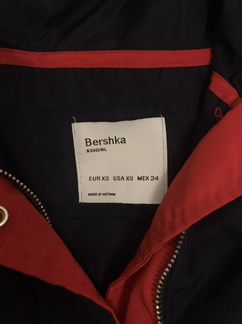 Bershka
BSKGIRL
EUR XS USA XS MEX 24
MADE IN VIETNAM